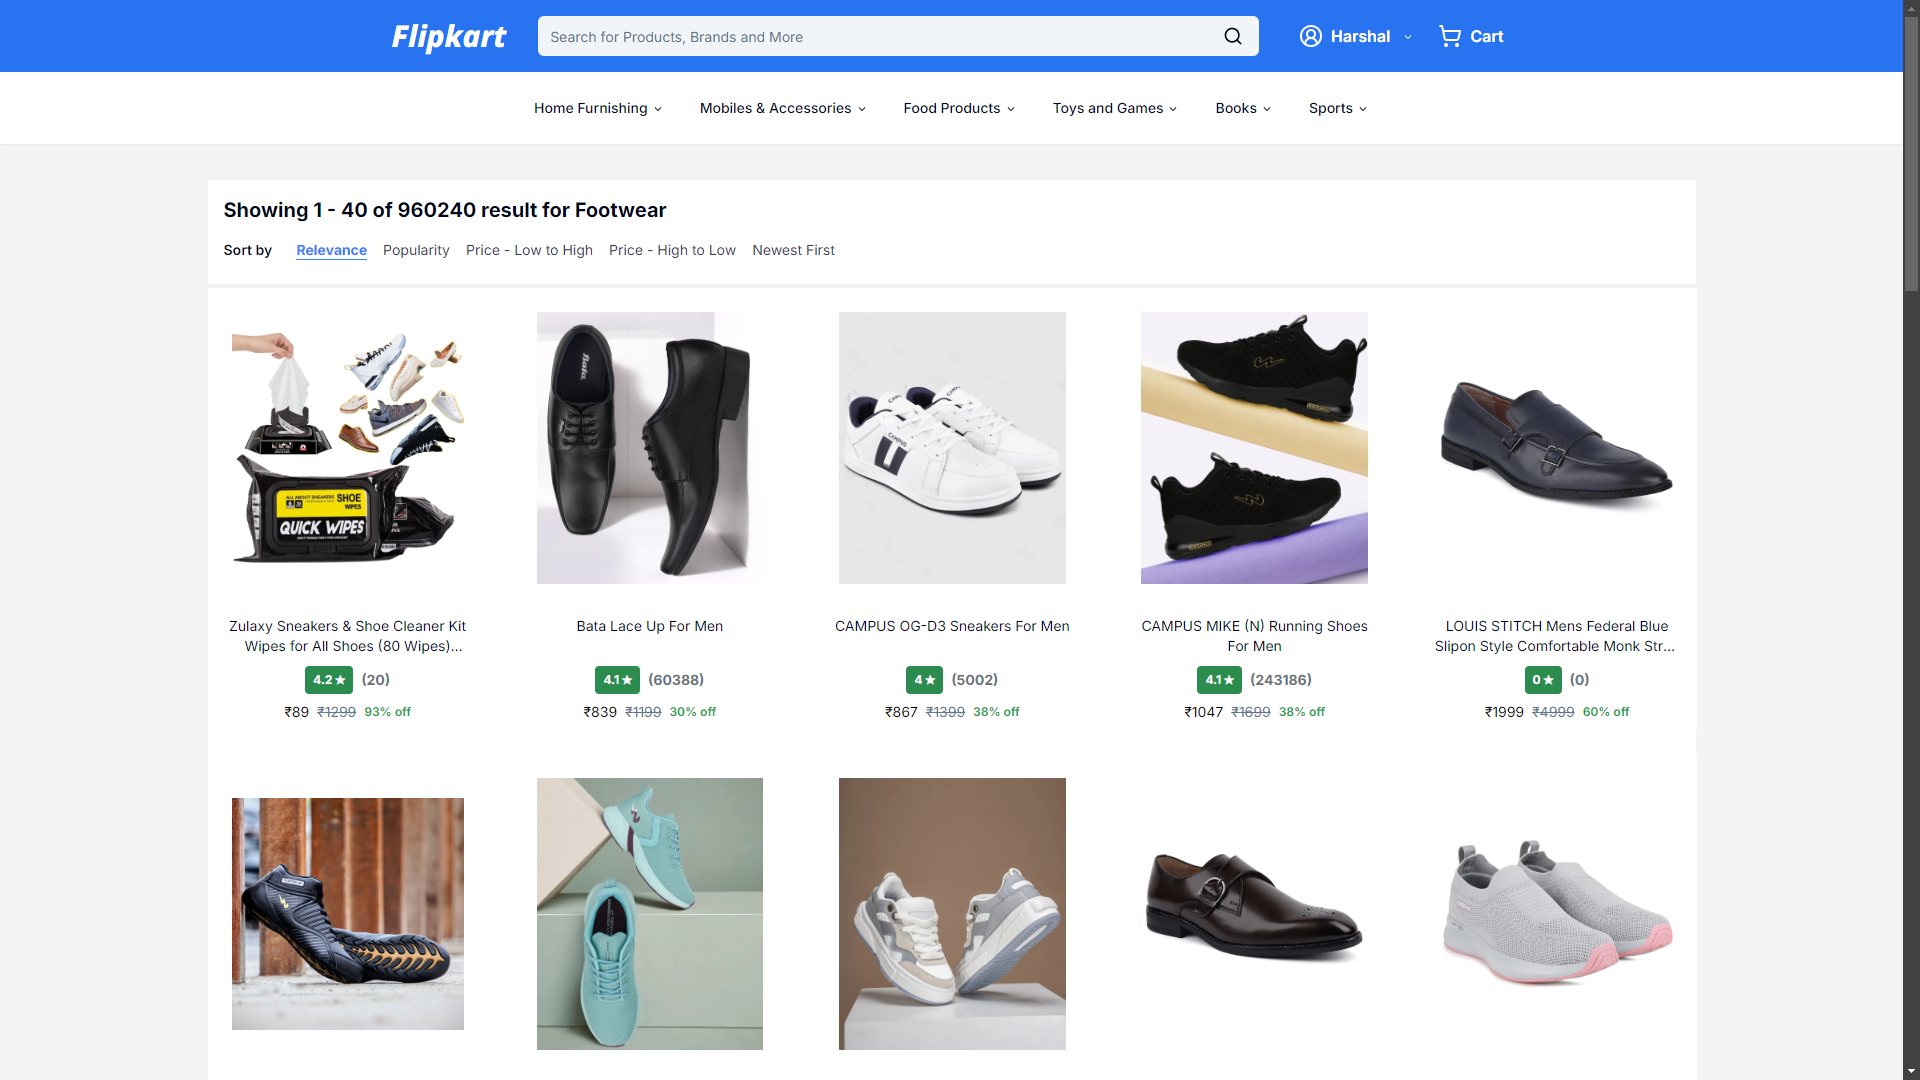 Flipkart
Search for Products, Brands and More
Harshal
Cart
Home Furnishing
Mobiles & Accessories
Food Products
Toys and Games
Books
Sports
Showing 1 - 40 of 960240 result for Footwear
Sort by
Relevance
Popularity
Price - Low to High
Price - High to Low
Newest First
SHOE
WIPES
QUICK WIPES
Bata
CAMPUS
Zulaxy Sneakers & Shoe Cleaner Kit
Wipes for All Shoes (80 Wipes)...
4.2★ (20)
₹89 ₹1299 93% off
Bata Lace Up For Men
4.1★ (60388)
₹839 ₹1199 30% off
CAMPUS OG-D3 Sneakers For Men
4★ (5002)
₹867 ₹1399 38% off
CAMPUS MIKE (N) Running Shoes
For Men
4.1★ (243186)
₹1047 ₹1699 38% off
LOUIS STITCH Mens Federal Blue
Slipon Style Comfortable Monk Str...
0★ (0)
₹1999 ₹4999 60% off